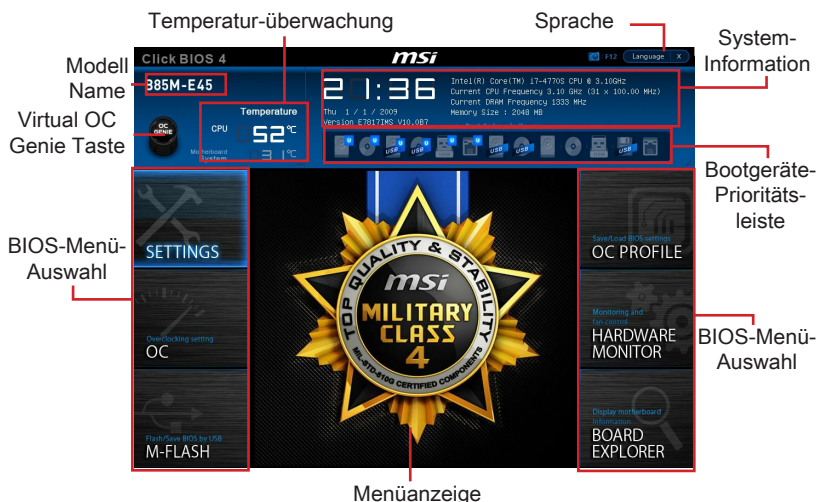 Temperatur-überwachung
Sprache
System-
Information
Modell
Name
Virtual OC
Genie Taste
BIOS-Menü-
Auswahl
Click BIOS 4
msi
F12
Language
X
B85M-E45
OC
GENIE
Temperature
CPU
52°C
Motherboard
System
31°C
21:36
Thu 1 / 1 / 2009
Version E7817IMS V10.0B7
Intel(R) Core(TM) i7-4770S CPU @ 3.10GHz
Current CPU Frequency 3.10 GHz (31 x 100.00 MHz)
Current DRAM Frequency 1333 MHz
Memory Size : 2048 MB
U
U
U
USB
U
USB
U
U
USB
USB
USB
Bootgeräte-
Prioritäts-
leiste
SETTINGS
Overclocking setting
OC
Flash/Save BIOS by USB
M-FLASH
TOP QUALITY & STABILITY
msi
MILITARY
CLASS
4
MIL-STD-810G CERTIFIED COMPONENTS
Save/Load BIOS settings
OC PROFILE
Monitoring and
fan-control
HARDWARE
MONITOR
Display motherboard
information
BOARD
EXPLORER
BIOS-Menü-
Auswahl
Menüanzeige